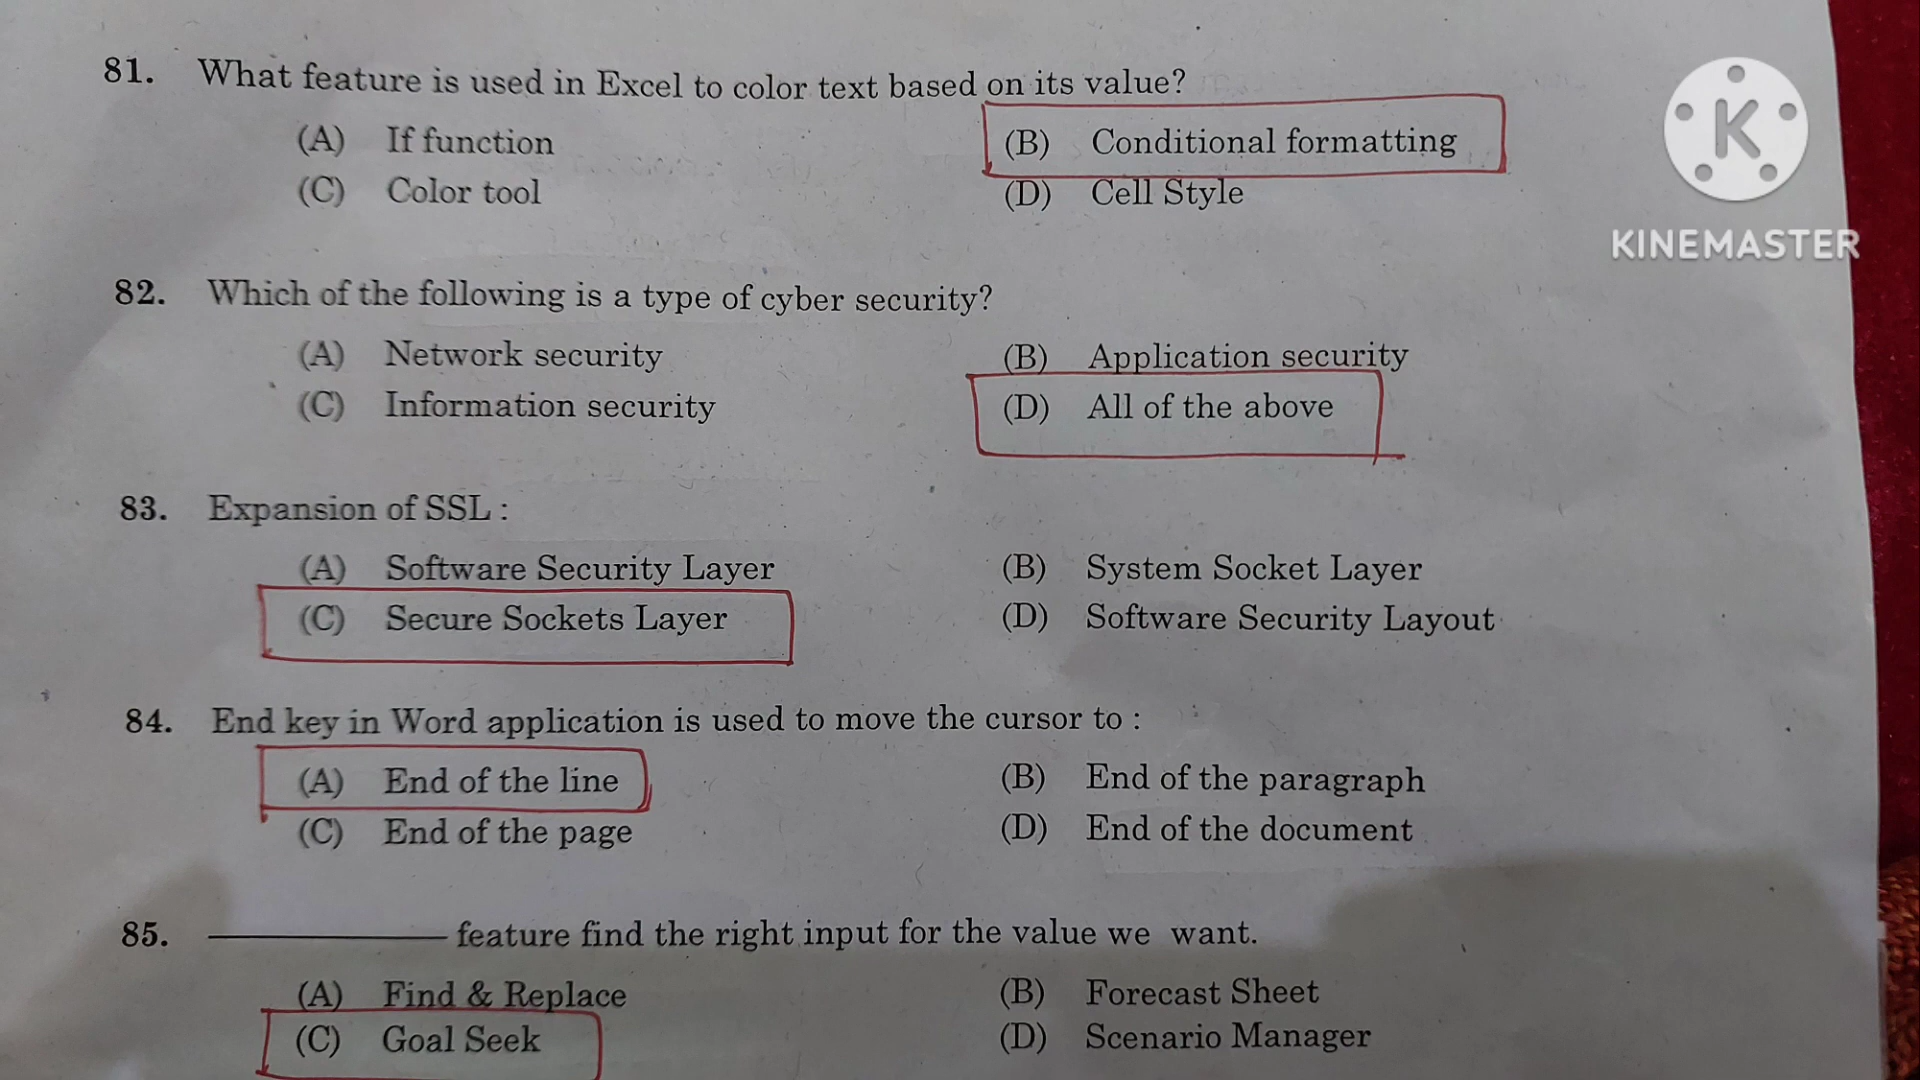 81. What feature is used in Excel to color text based on its value?
(A) If function (B) Conditional formatting
(C) Color tool (D) Cell Style
K
KINEMASTER
82. Which of the following is a type of cyber security?
(A) Network security (B) Application security
(C) Information security (D) All of the above
83. Expansion of SSL :
(A) Software Security Layer (B) System Socket Layer
(C) Secure Sockets Layer (D) Software Security Layout
84. End key in Word application is used to move the cursor to :
(A) End of the line (B) End of the paragraph
(C) End of the page (D) End of the document
85. ____________ feature find the right input for the value we want.
(A) Find & Replace (B) Forecast Sheet
(C) Goal Seek (D) Scenario Manager